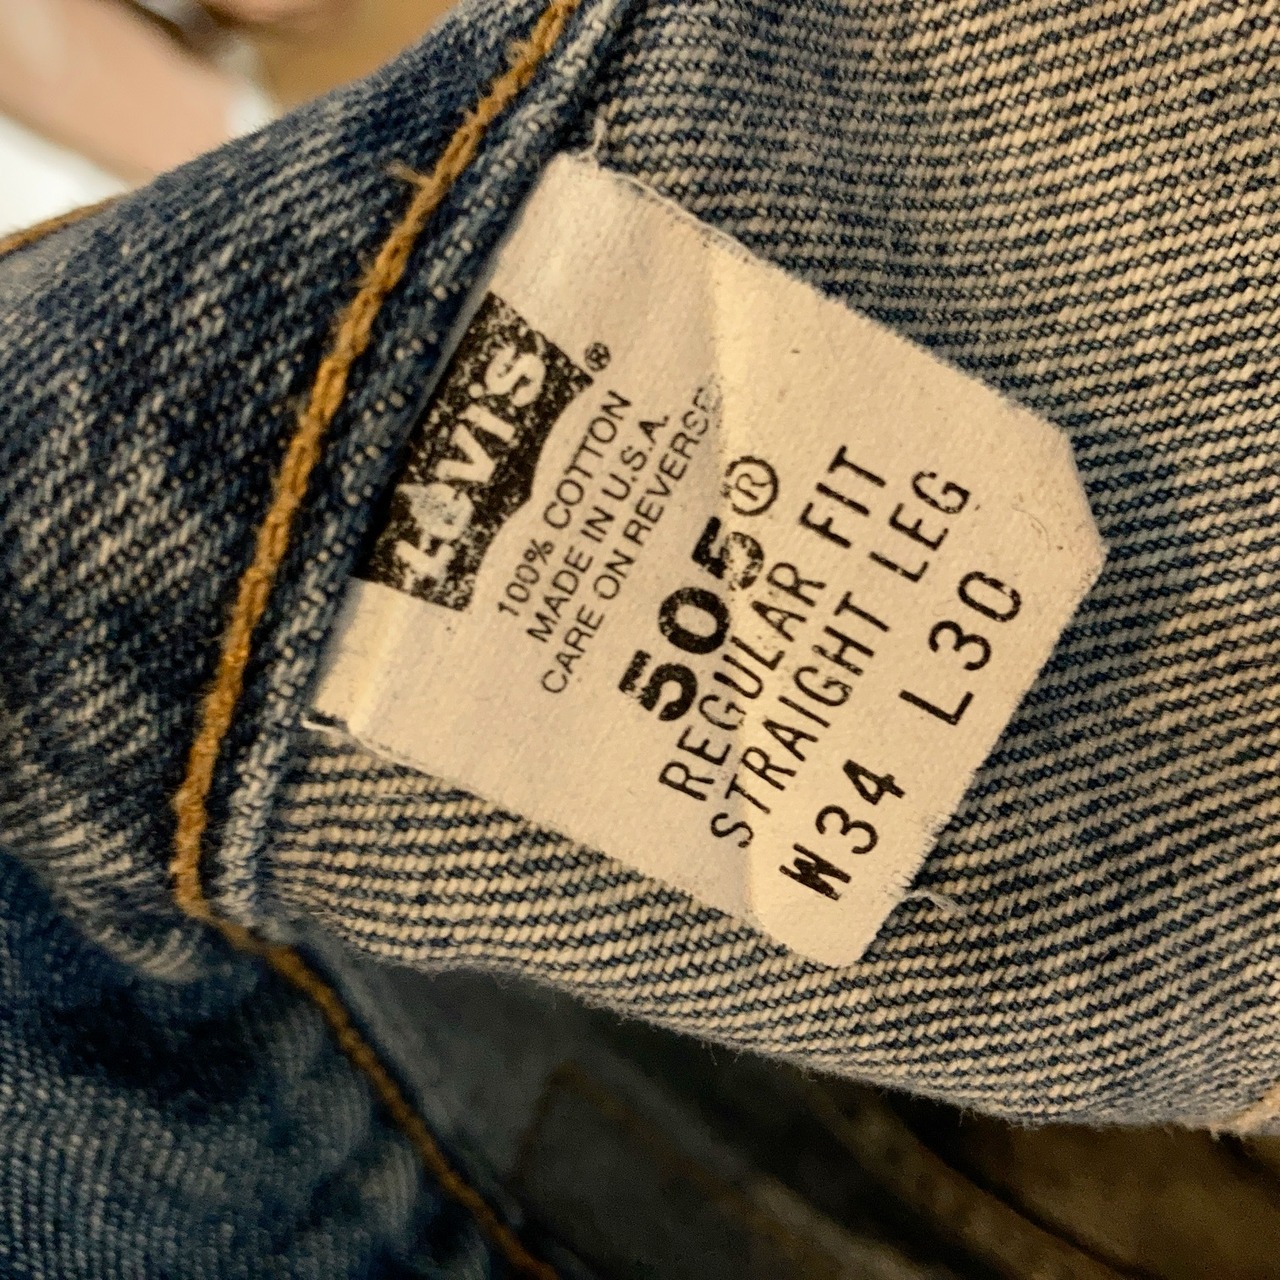 LEVI'S®
100% COTTON
MADE IN U.S.A.
CARE ON REVERSE
505®
REGULAR FIT
STRAIGHT LEG
W34 L30